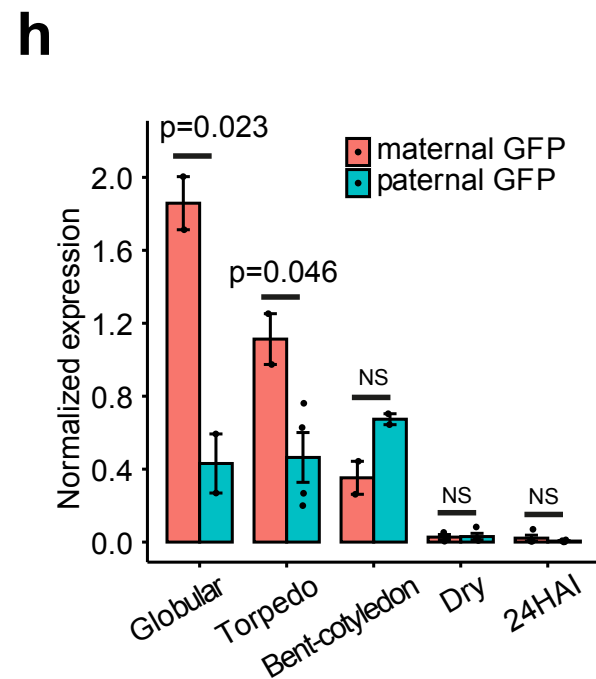 h
p=0.023
maternal GFP
paternal GFP
2.0
1.6
1.2
0.8
0.4
0.0
Normalized expression
p=0.046
NS
NS
NS
Globular
Torpedo
Bent-cotyledon
Dry
24HAI